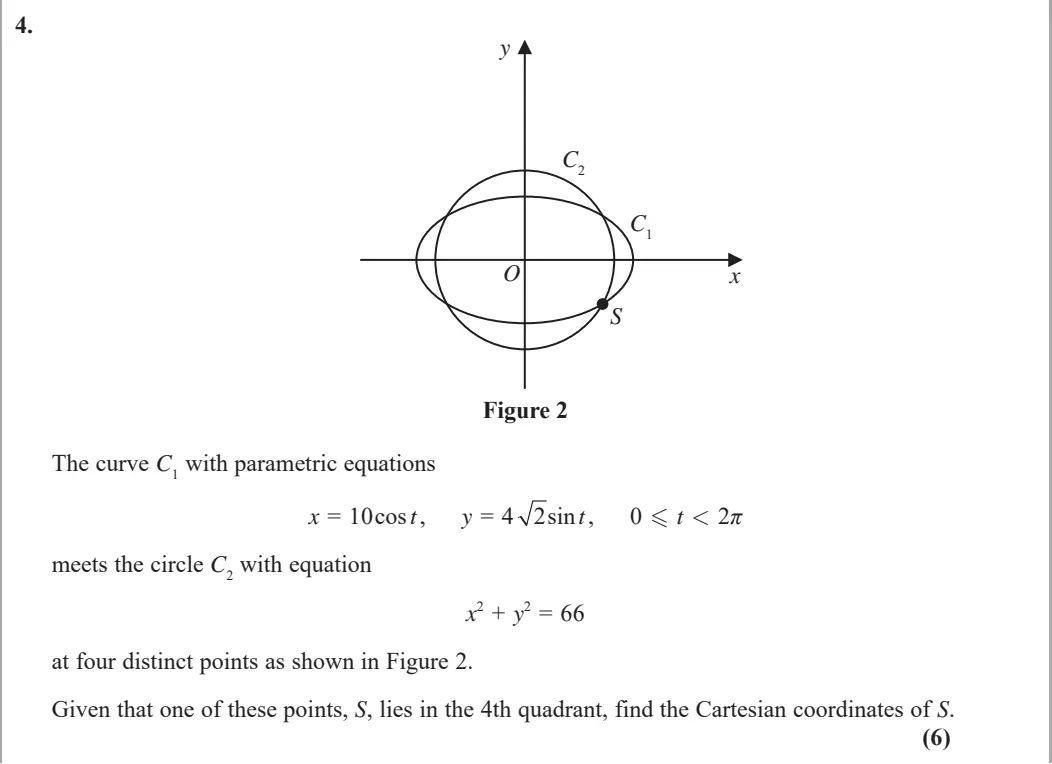 4.
y
C₂
C₁
O
x
S
Figure 2
The curve C₁ with parametric equations
x = 10cos t, y = 4√2 sin t, 0 ⩽ t < 2π
meets the circle C₂ with equation
x² + y² = 66
at four distinct points as shown in Figure 2.
Given that one of these points, S, lies in the 4th quadrant, find the Cartesian coordinates of S.
(6)